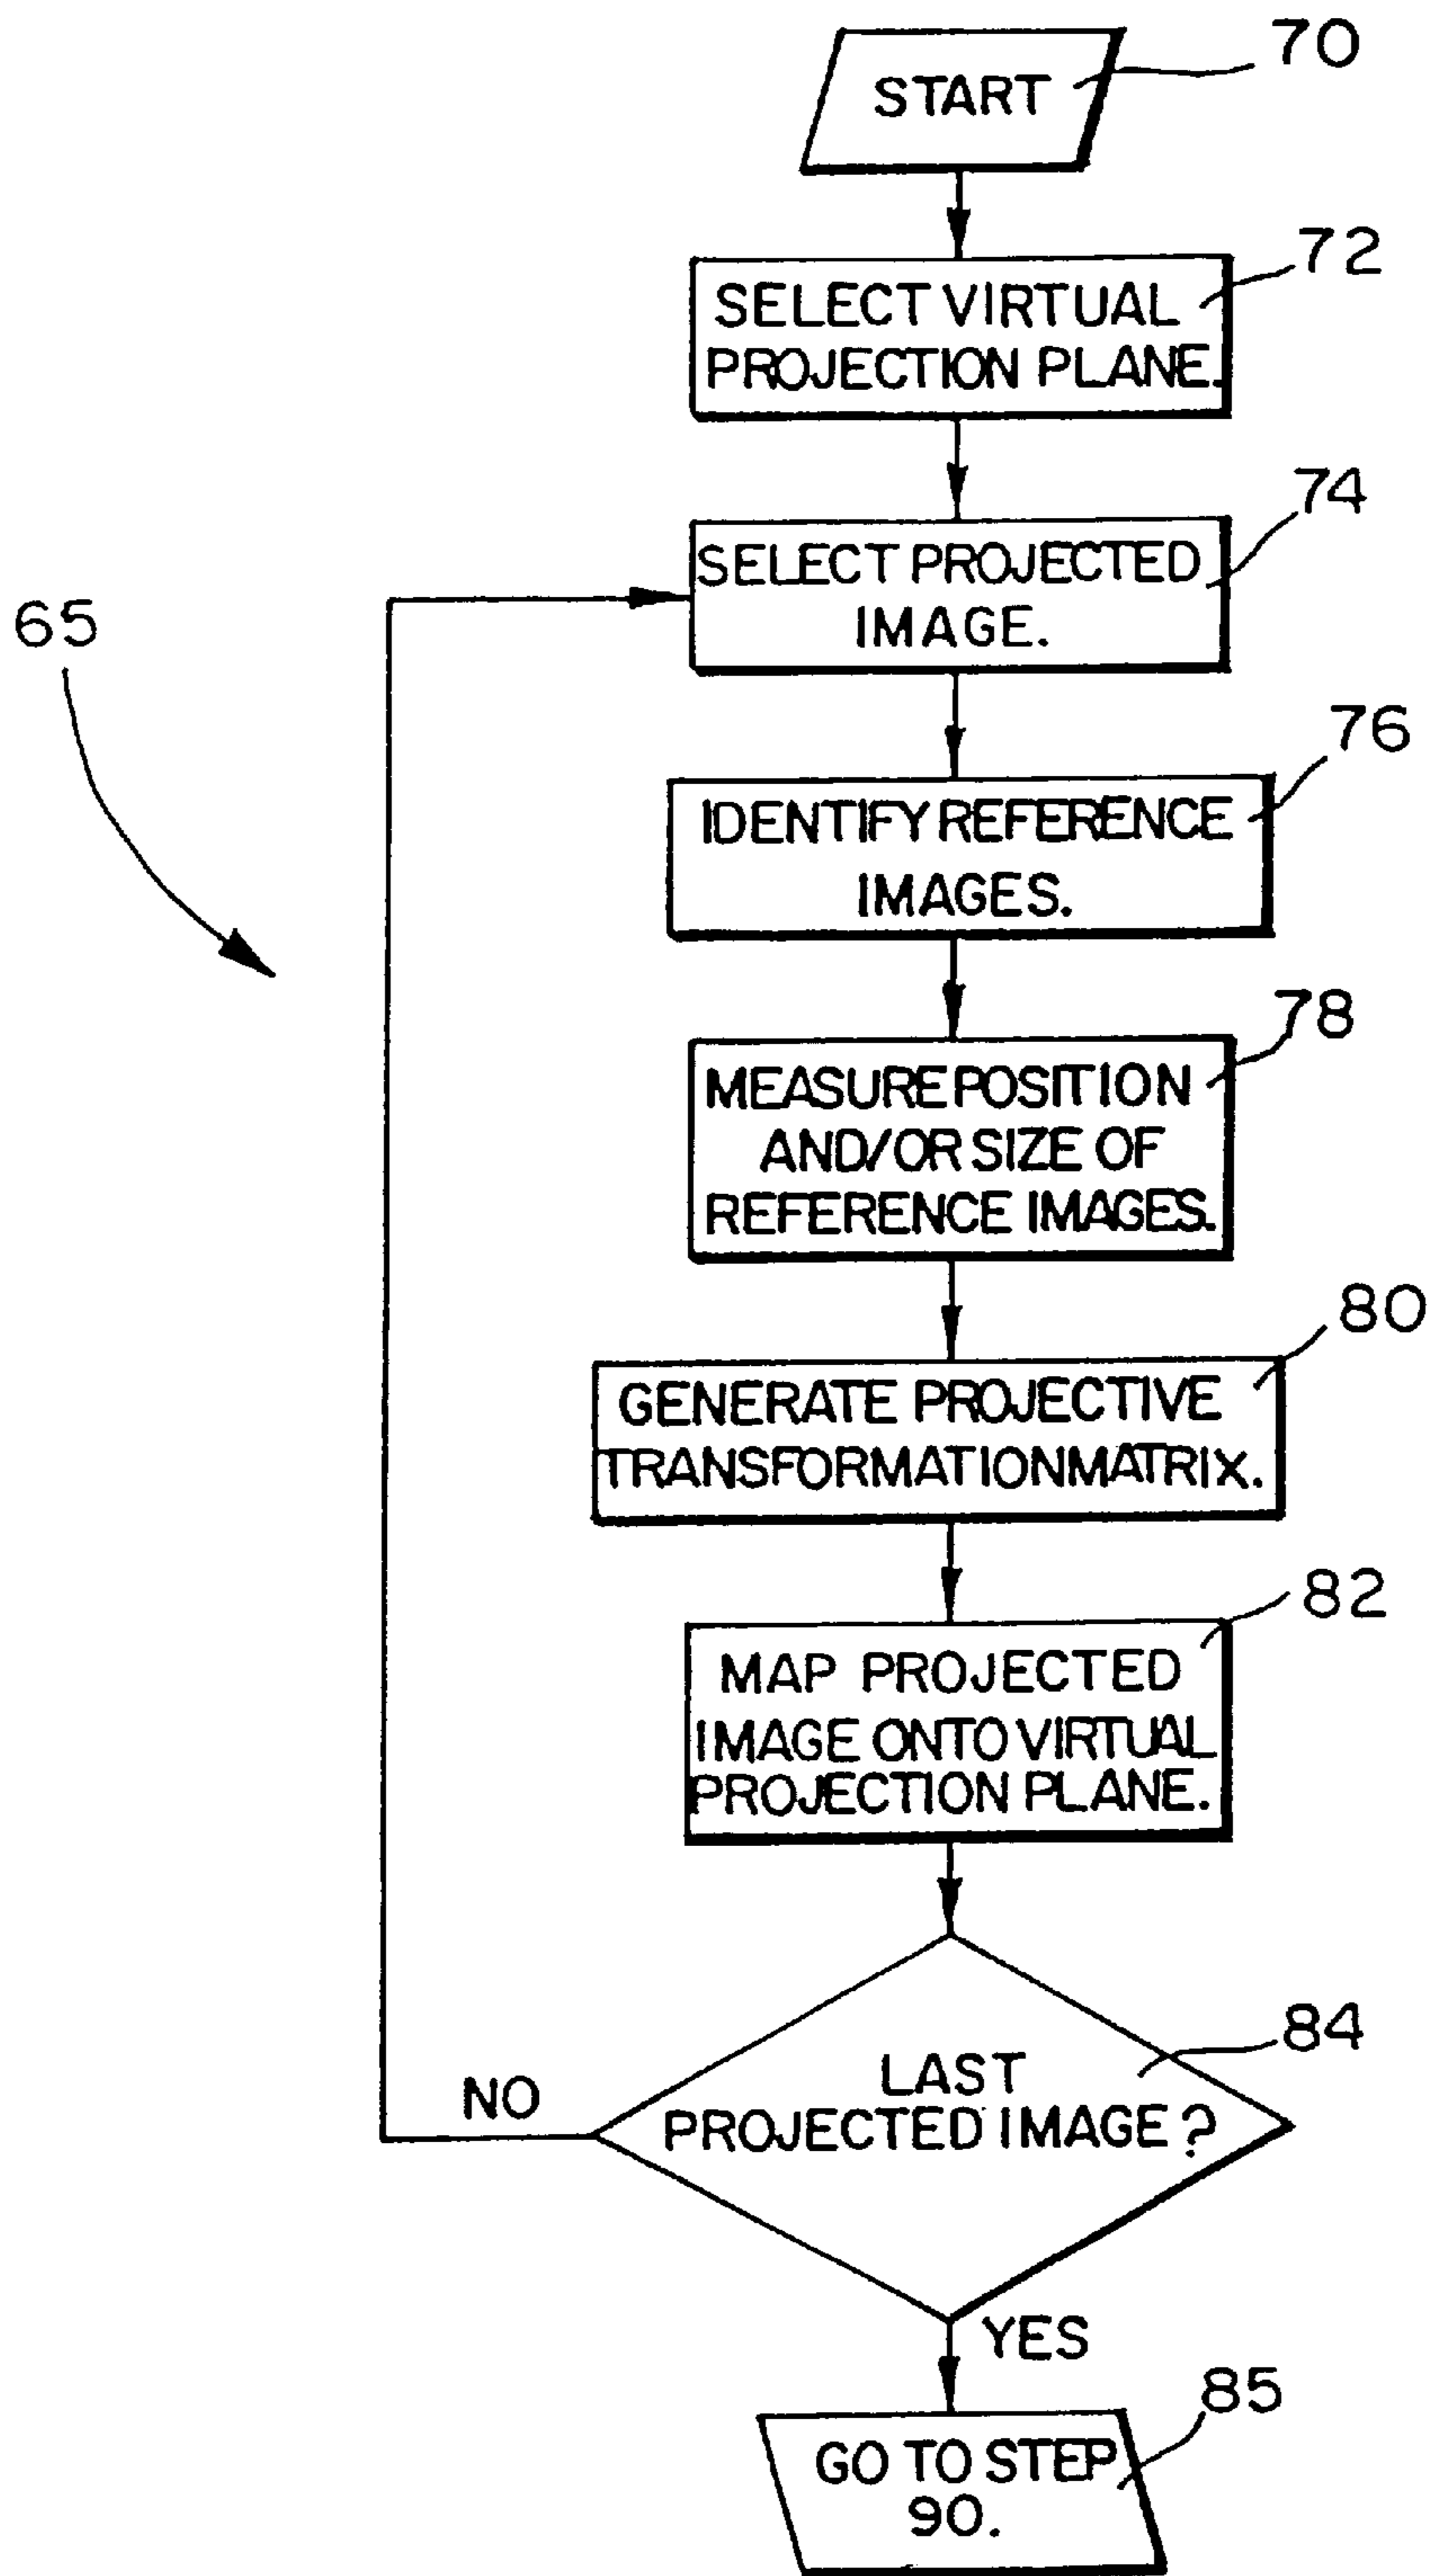 70
START
72
SELECT VIRTUAL
PROJECTION PLANE.
74
SELECT PROJECTED
IMAGE.
65
76
IDENTIFY REFERENCE
IMAGES.
78
MEASURE POSITION
AND/OR SIZE OF
REFERENCE IMAGES.
80
GENERATE PROJECTIVE
TRANSFORMATION MATRIX.
82
MAP PROJECTED
IMAGE ONTO VIRTUAL
PROJECTION PLANE.
84
LAST
PROJECTED IMAGE?
NO
YES
85
GO TO STEP
90.